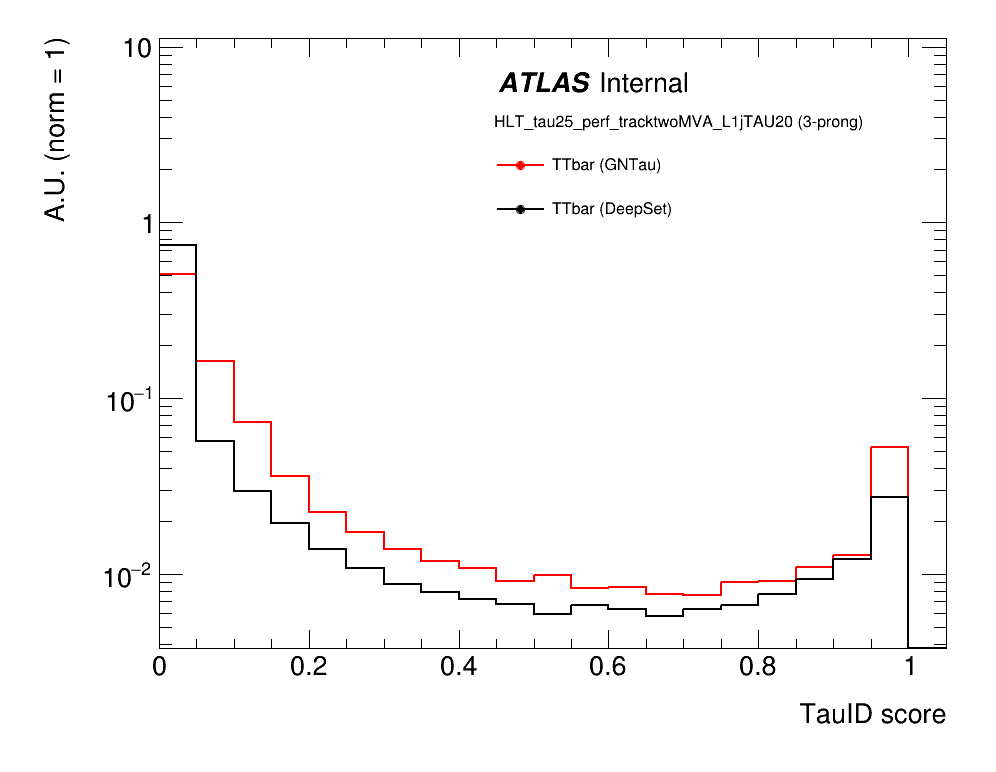 A.U. (norm = 1)
10
1
10⁻¹
10⁻²
ATLAS Internal
HLT_tau25_perf_tracktwoMVA_L1jTAU20 (3-prong)
TTbar (GNTau)
TTbar (DeepSet)
0 0.2 0.4 0.6 0.8 1
TauID score